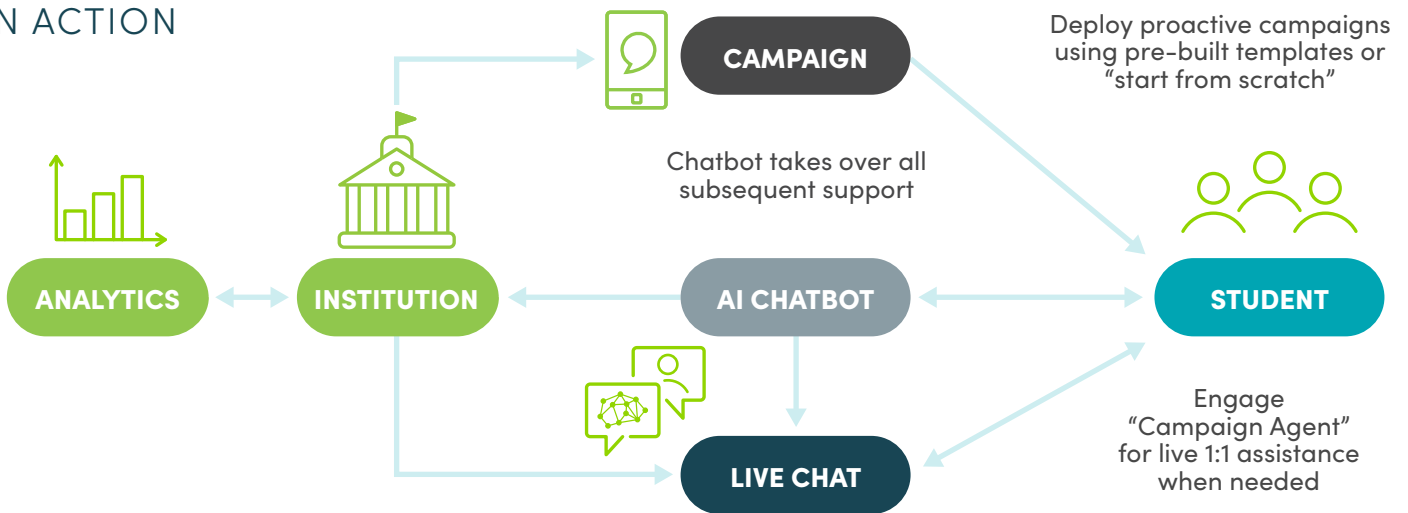 N ACTION
CAMPAIGN
Deploy proactive campaigns
using pre-built templates or
“start from scratch”
Chatbot takes over all
subsequent support
ANALYTICS
INSTITUTION
AI CHATBOT
STUDENT
LIVE CHAT
Engage
“Campaign Agent”
for live 1:1 assistance
when needed